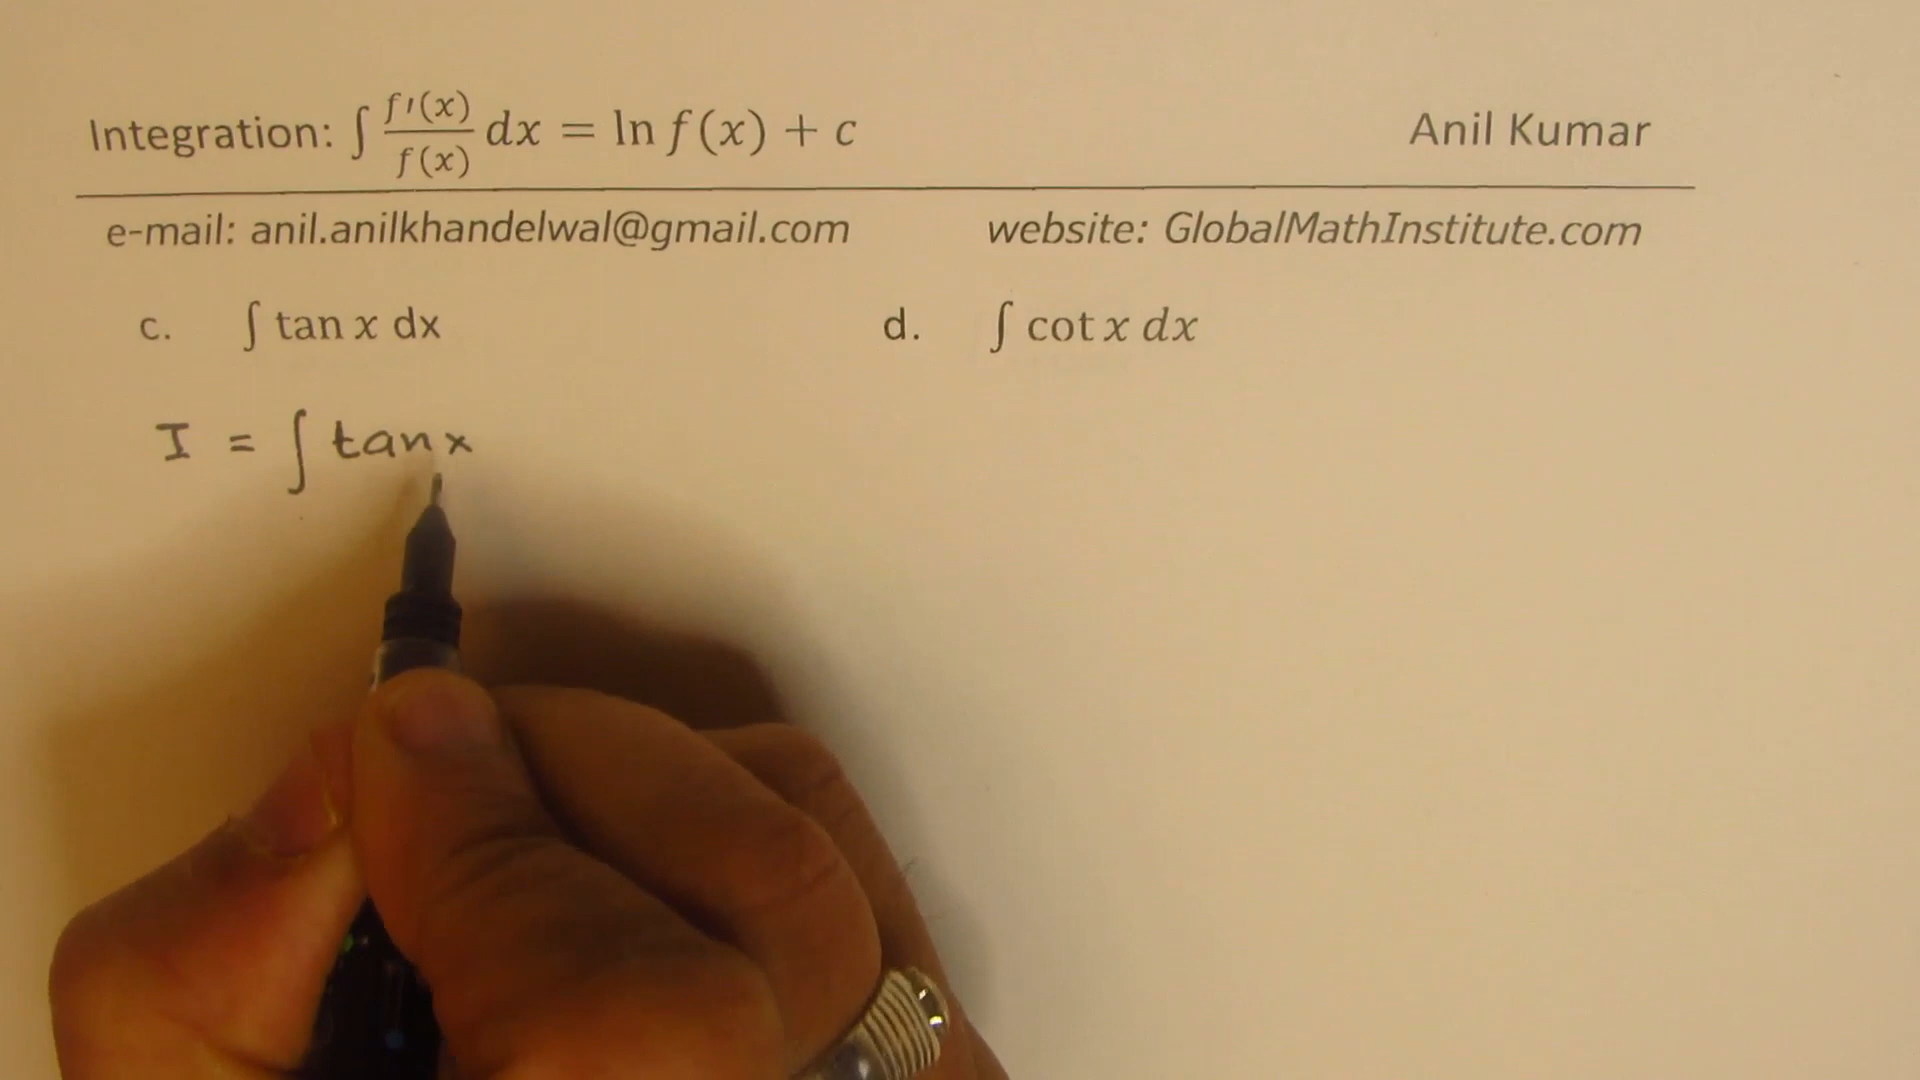 Integration: ∫ f′(x)/f(x) dx = ln f(x) + c
Anil Kumar
e-mail: anil.anilkhandelwal@gmail.com
website: GlobalMathInstitute.com
c. ∫ tan x dx
d. ∫ cot x dx
I = ∫ tan x